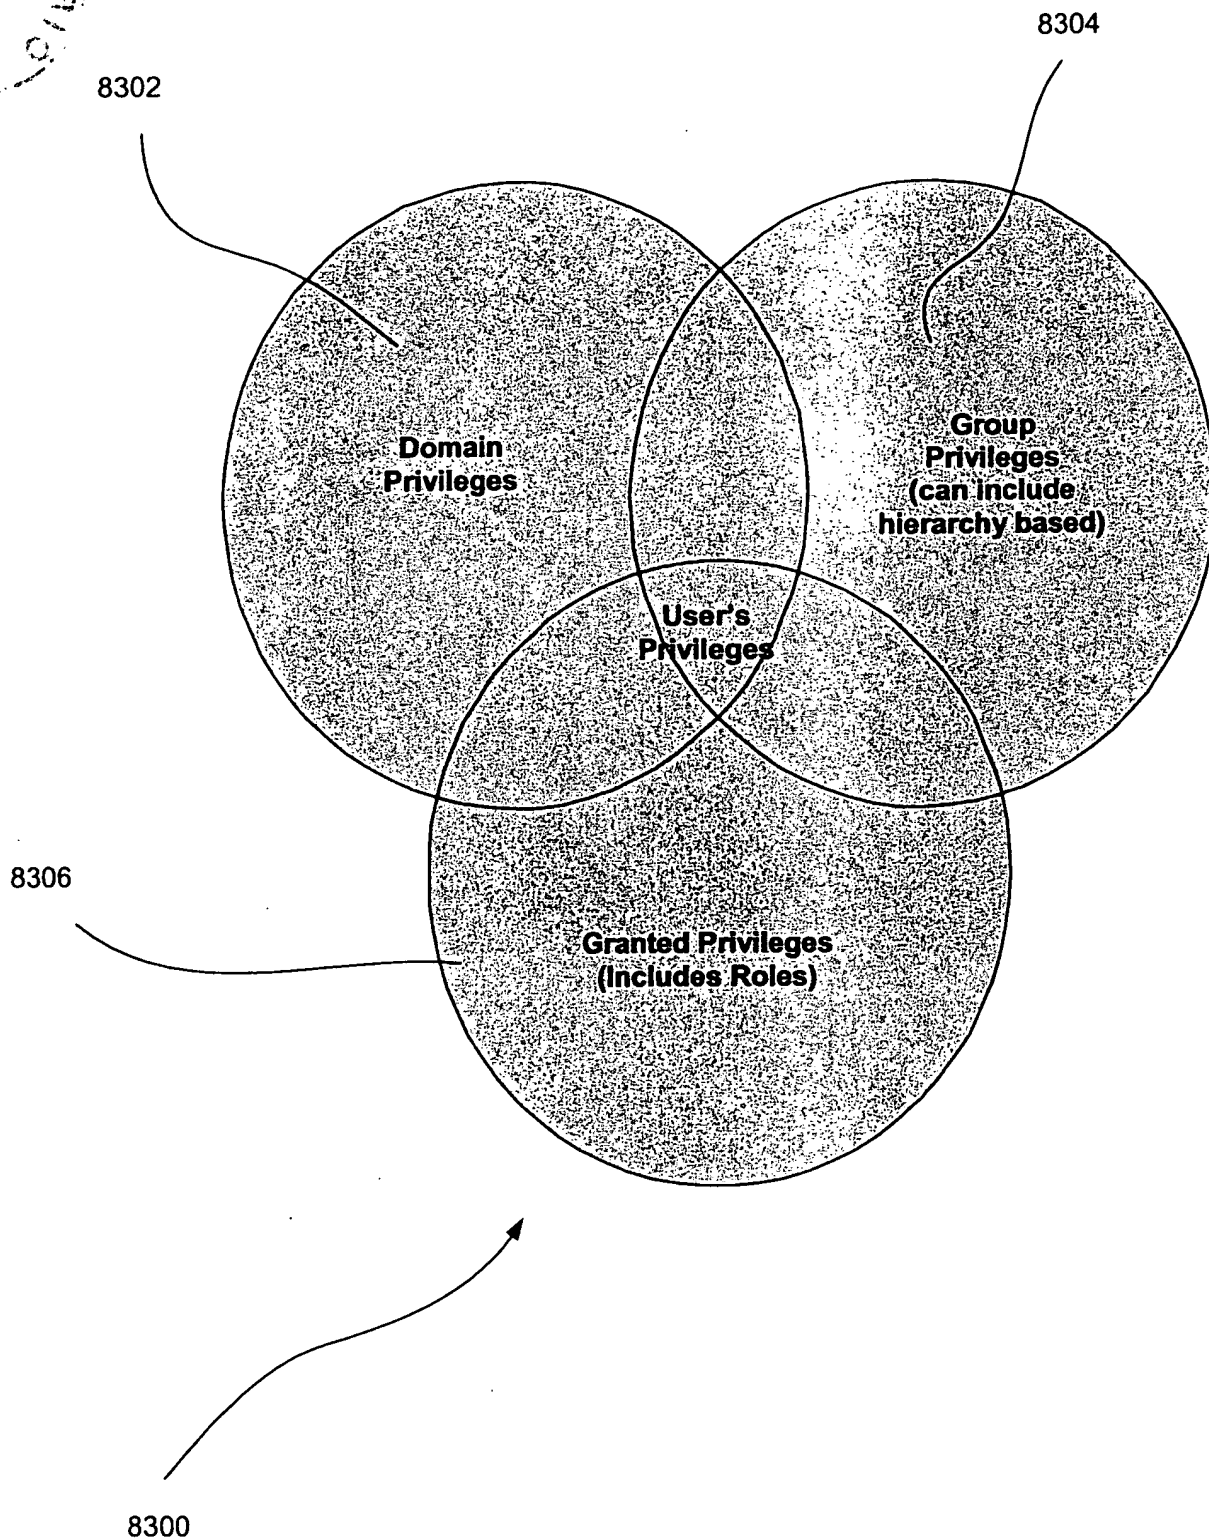 8304
8302
Domain
Privileges
Group
Privileges
(can include
hierarchy based)
User's
Privileges
8306
Granted Privileges
(Includes Roles)
8300